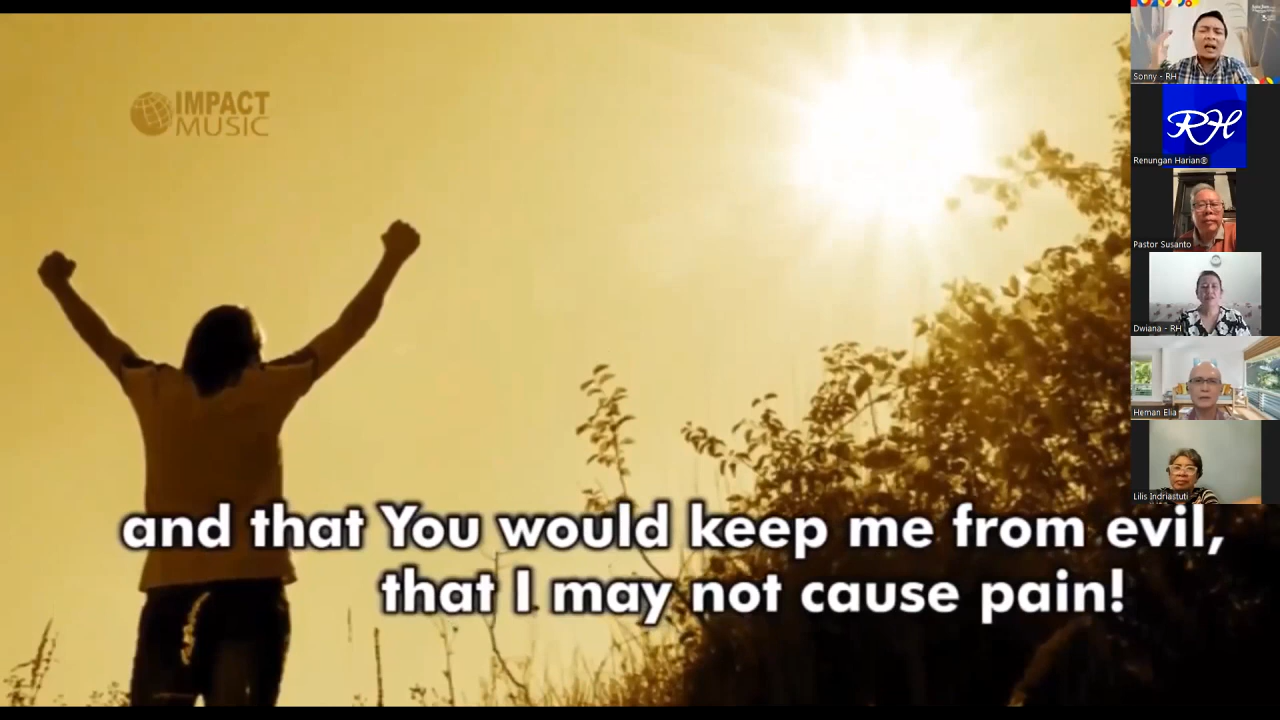 IMPACT
MUSIC
and that You would keep me from evil,
that I may not cause pain!
Sonny - RH
RH
Renungan Harian®
Pastor Susanto
Dwiana - RH
Heman Elia
Lilis Indriastuti